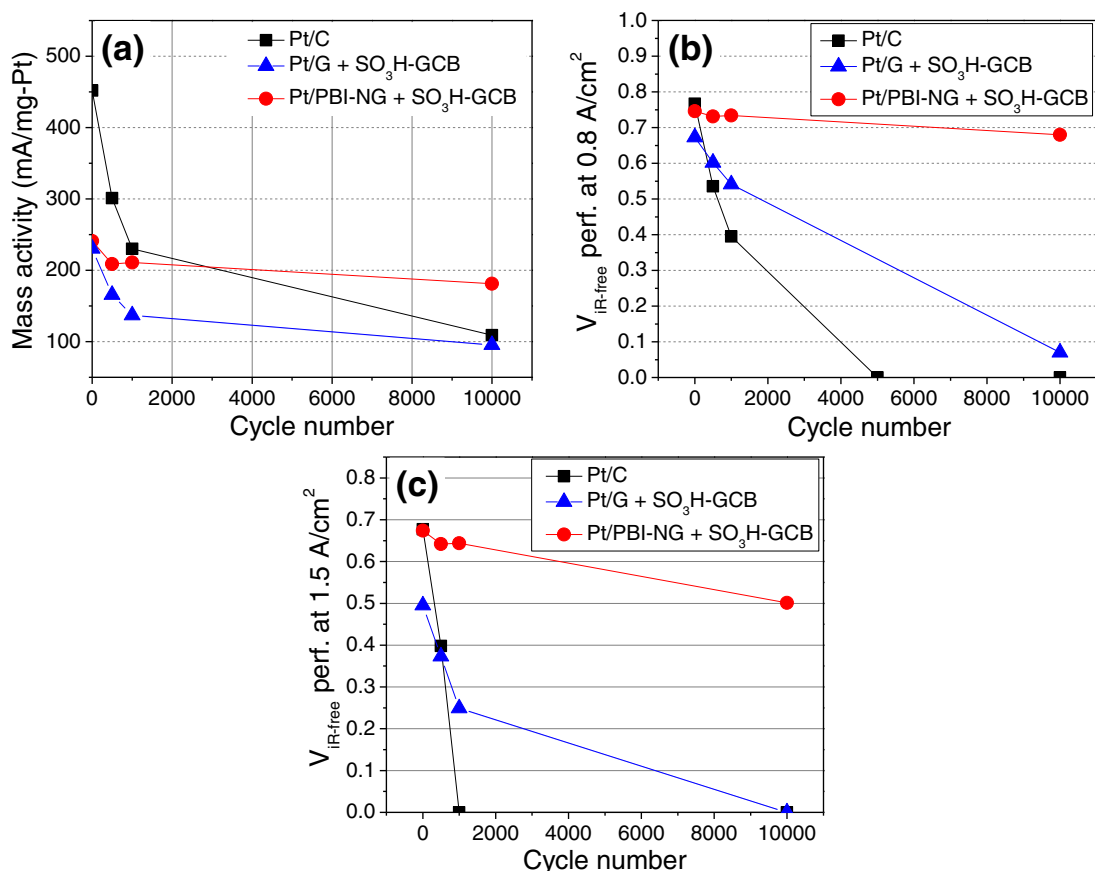 (a)
Pt/C
Pt/G + SO3H-GCB
Pt/PBI-NG + SO3H-GCB
Mass activity (mA/mg-Pt)
500
400
300
200
100
0 2000 4000 6000 8000 10000
Cycle number
(b)
Pt/C
Pt/G + SO3H-GCB
Pt/PBI-NG + SO3H-GCB
ViR-free perf. at 0.8 A/cm2
1.0
0.9
0.8
0.7
0.6
0.5
0.4
0.3
0.2
0.1
0.0
0 2000 4000 6000 8000 10000
Cycle number
(c)
Pt/C
Pt/G + SO3H-GCB
Pt/PBI-NG + SO3H-GCB
ViR-free perf. at 1.5 A/cm2
0.8
0.7
0.6
0.5
0.4
0.3
0.2
0.1
0.0
0 2000 4000 6000 8000 10000
Cycle number